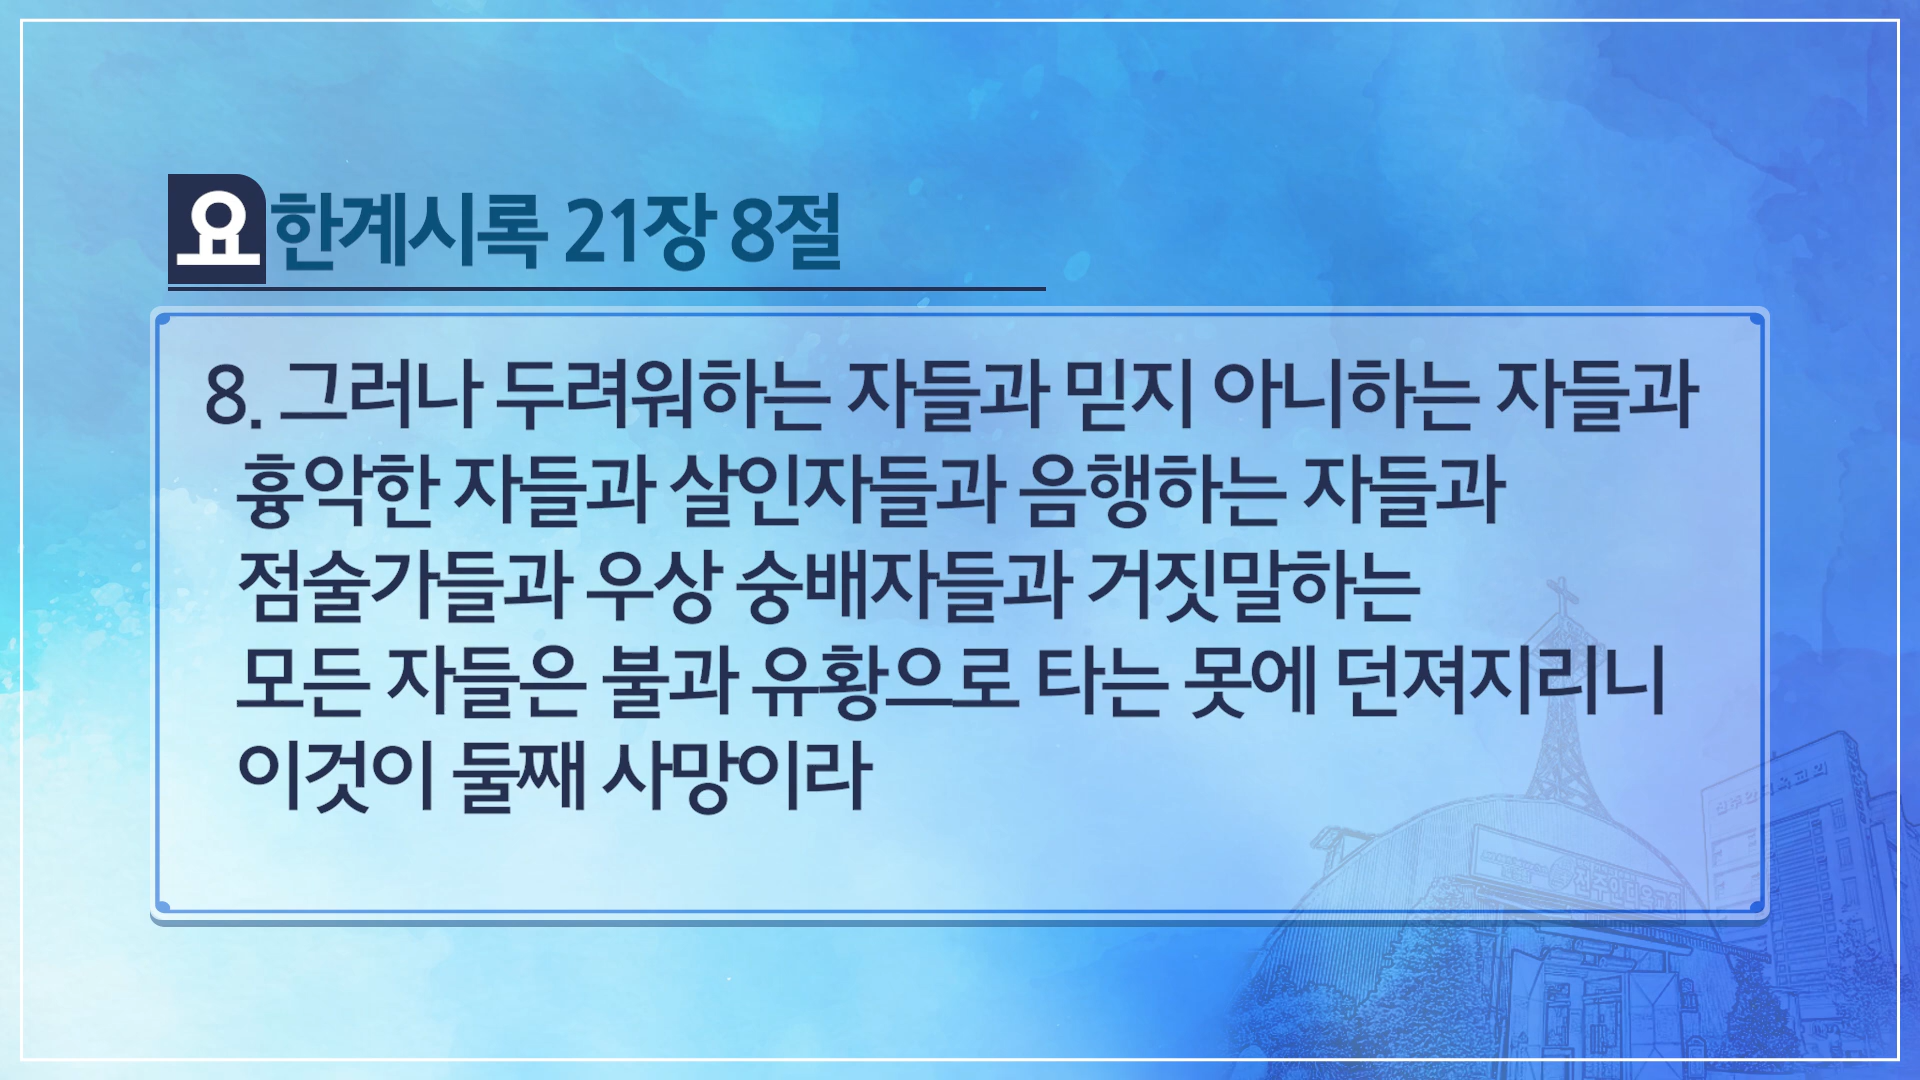 요한계시록 21장 8절
8. 그러나 두려워하는 자들과 믿지 아니하는 자들과
흉악한 자들과 살인자들과 음행하는 자들과
점술가들과 우상 숭배자들과 거짓말하는
모든 자들은 불과 유황으로 타는 못에 던져지리니
이것이 둘째 사망이라